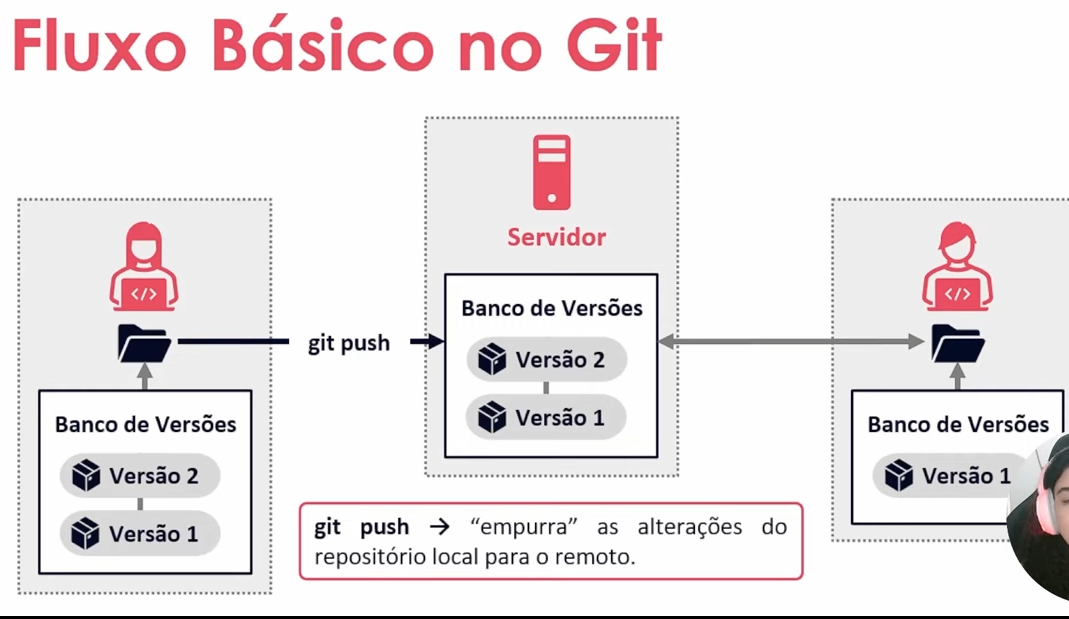 Fluxo Básico no Git
Servidor
Banco de Versões
Versão 2
Versão 1
</>
git push
Banco de Versões
Versão 2
Versão 1
</>
Banco de Versões
Versão 1
git push → “empurra” as alterações do
repositório local para o remoto.